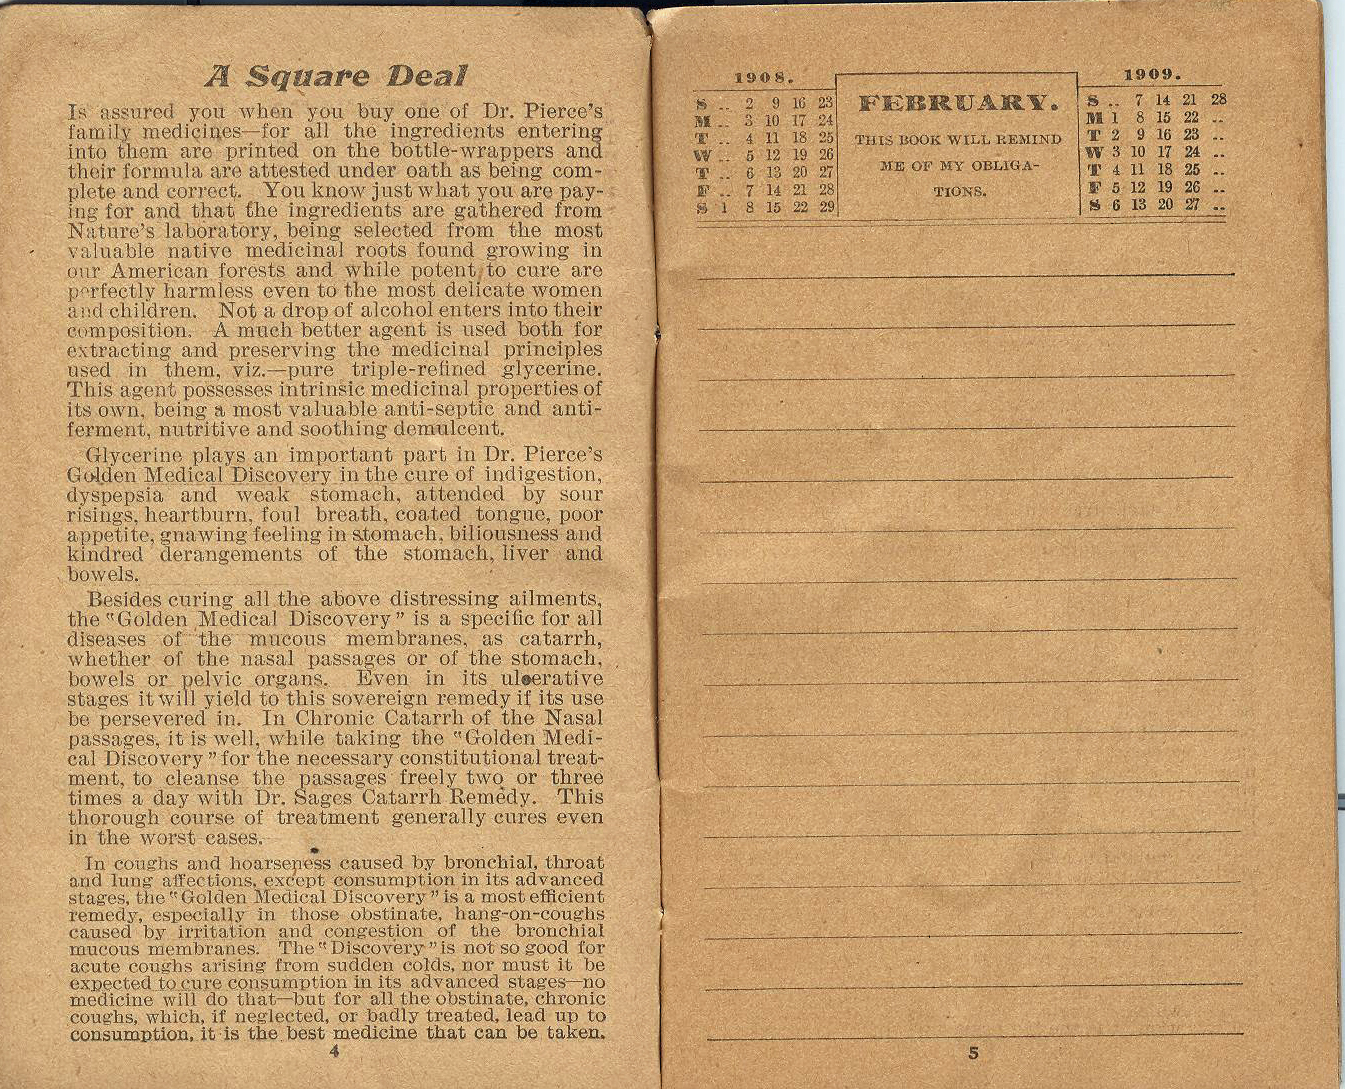 A Square Deal
Is assured you when you buy one of Dr. Pierce's
family medicines—for all the ingredients entering
into them are printed on the bottle-wrappers and
their formula are attested under oath as being com-
plete and correct. You know just what you are pay-
ing for and that the ingredients are gathered from
Nature's laboratory, being selected from the most
valuable native medicinal roots found growing in
our American forests and while potent to cure are
perfectly harmless even to the most delicate women
and children. Not a drop of alcohol enters into their
composition. A much better agent is used both for
extracting and preserving the medicinal principles
used in them, viz.—pure triple-refined glycerine.
This agent possesses intrinsic medicinal properties of
its own, being a most valuable anti-septic and anti-
ferment, nutritive and soothing demulcent.
Glycerine plays an important part in Dr. Pierce's
Golden Medical Discovery in the cure of indigestion,
dyspepsia and weak stomach, attended by sour
risings, heartburn, foul breath, coated tongue, poor
appetite, gnawing feeling in stomach, biliousness and
kindred derangements of the stomach, liver and
bowels.
Besides curing all the above distressing ailments,
the "Golden Medical Discovery" is a specific for all
diseases of the mucous membranes, as catarrh,
whether of the nasal passages or of the stomach,
bowels or pelvic organs. Even in its ulcerative
stages it will yield to this sovereign remedy if its use
be persevered in. In Chronic Catarrh of the Nasal
passages, it is well, while taking the "Golden Medi-
cal Discovery" for the necessary constitutional treat-
ment, to cleanse the passages freely two or three
times a day with Dr. Sages Catarrh Remedy. This
thorough course of treatment generally cures even
in the worst cases.
In coughs and hoarseness caused by bronchial, throat
and lung affections, except consumption in its advanced
stages, the "Golden Medical Discovery" is a most efficient
remedy, especially in those obstinate, hang-on-coughs
caused by irritation and congestion of the bronchial
mucous membranes. The "Discovery" is not so good for
acute coughs arising from sudden colds, nor must it be
expected to cure consumption in its advanced stages—no
medicine will do that—but for all the obstinate, chronic
coughs, which, if neglected, or badly treated, lead up to
consumption, it is the best medicine that can be taken.
4
1908.
S .. 2 9 16 23
M .. 3 10 17 24
T .. 4 11 18 25
W .. 5 12 19 26
T .. 6 13 20 27
F .. 7 14 21 28
S 1 8 15 22 29
FEBRUARY.
THIS BOOK WILL REMIND
ME OF MY OBLIGA-
TIONS.
1909.
S .. 7 14 21 28
M 1 8 15 22 ..
T 2 9 16 23 ..
W 3 10 17 24 ..
T 4 11 18 25 ..
F 5 12 19 26 ..
S 6 13 20 27 ..
5